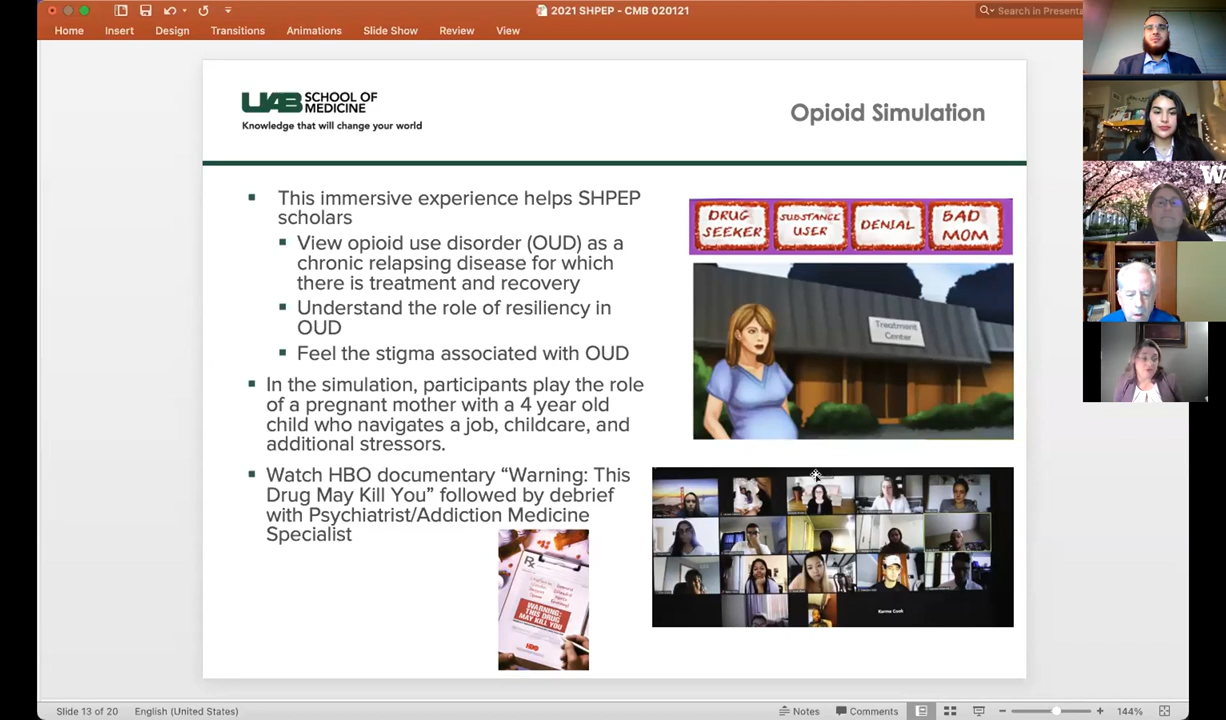 2021 SHPEP - CMB 020121
Search in Presenta
Home Insert Design Transitions Animations Slide Show Review View
UAB SCHOOL OF
MEDICINE
Knowledge that will change your world
Opioid Simulation
This immersive experience helps SHPEP
scholars
View opioid use disorder (OUD) as a
chronic relapsing disease for which
there is treatment and recovery
Understand the role of resiliency in
OUD
Feel the stigma associated with OUD
In the simulation, participants play the role
of a pregnant mother with a 4 year old
child who navigates a job, childcare, and
additional stressors.
Watch HBO documentary “Warning: This
Drug May Kill You” followed by debrief
with Psychiatrist/Addiction Medicine
Specialist
DRUG
SEEKER
SUBSTANCE
USER
DENIAL
BAD
MOM
Treatment
Center
Rx
WARNING:
THIS DRUG
MAY KILL YOU
HBO
Karma Cook
W
Slide 13 of 20 English (United States)
Notes Comments 144%